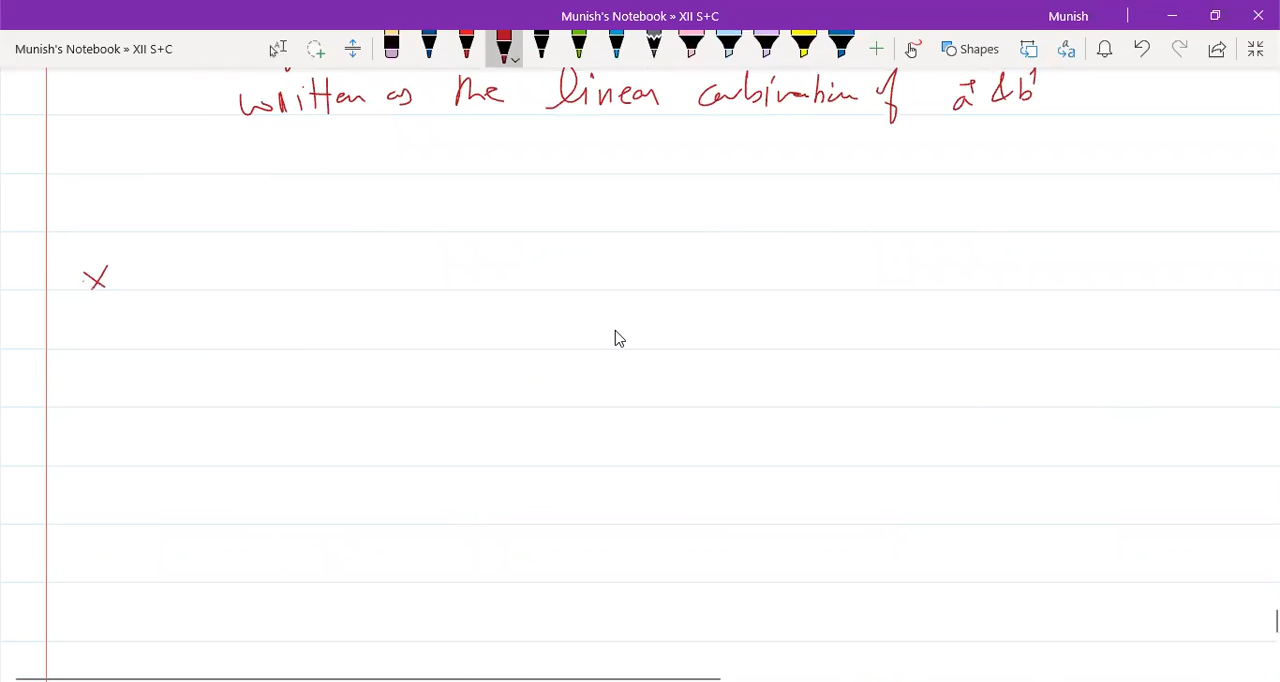 Munish's Notebook » XII S+C
Munish
Munish's Notebook » XII S+C
Shapes
written as the linear combination of a⃗ & b⃗
×